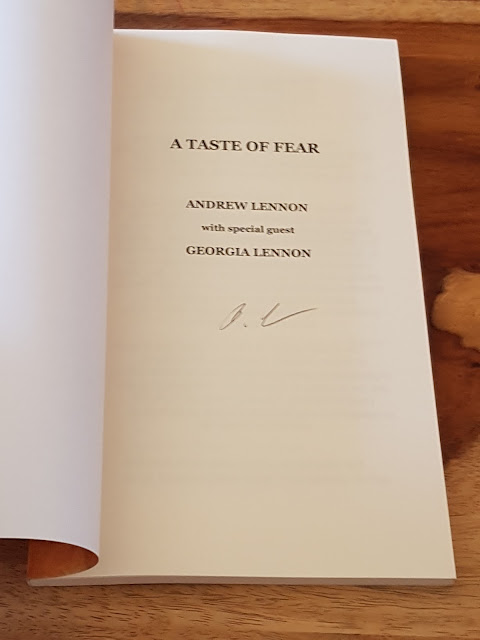 A TASTE OF FEAR
ANDREW LENNON
with special guest
GEORGIA LENNON